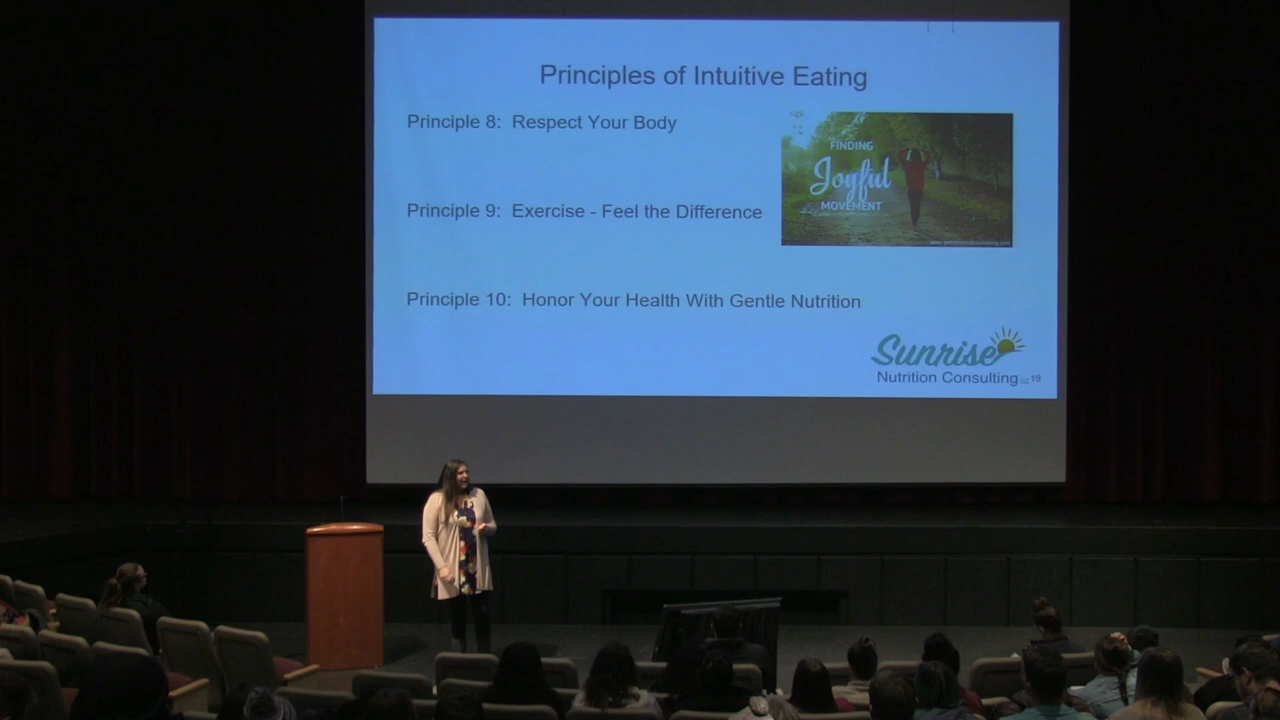 Principles of Intuitive Eating
Principle 8: Respect Your Body
FINDING
Joyful
MOVEMENT
Principle 9: Exercise - Feel the Difference
Principle 10: Honor Your Health With Gentle Nutrition
Sunrise
Nutrition Consulting
19